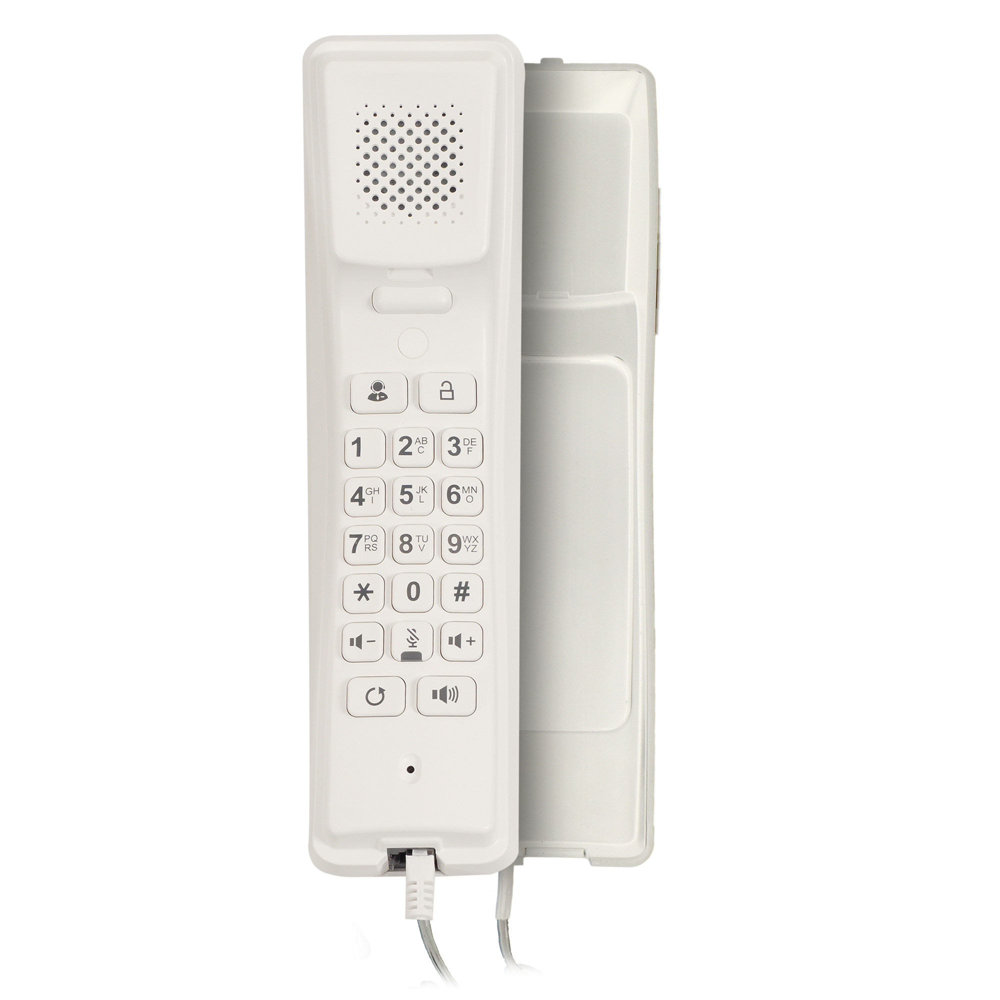 1 2 AB C 3 DE F
4 GH I 5 JK L 6 MN O
7 PQ RS 8 TU V 9 WX YZ
* 0 #
− +